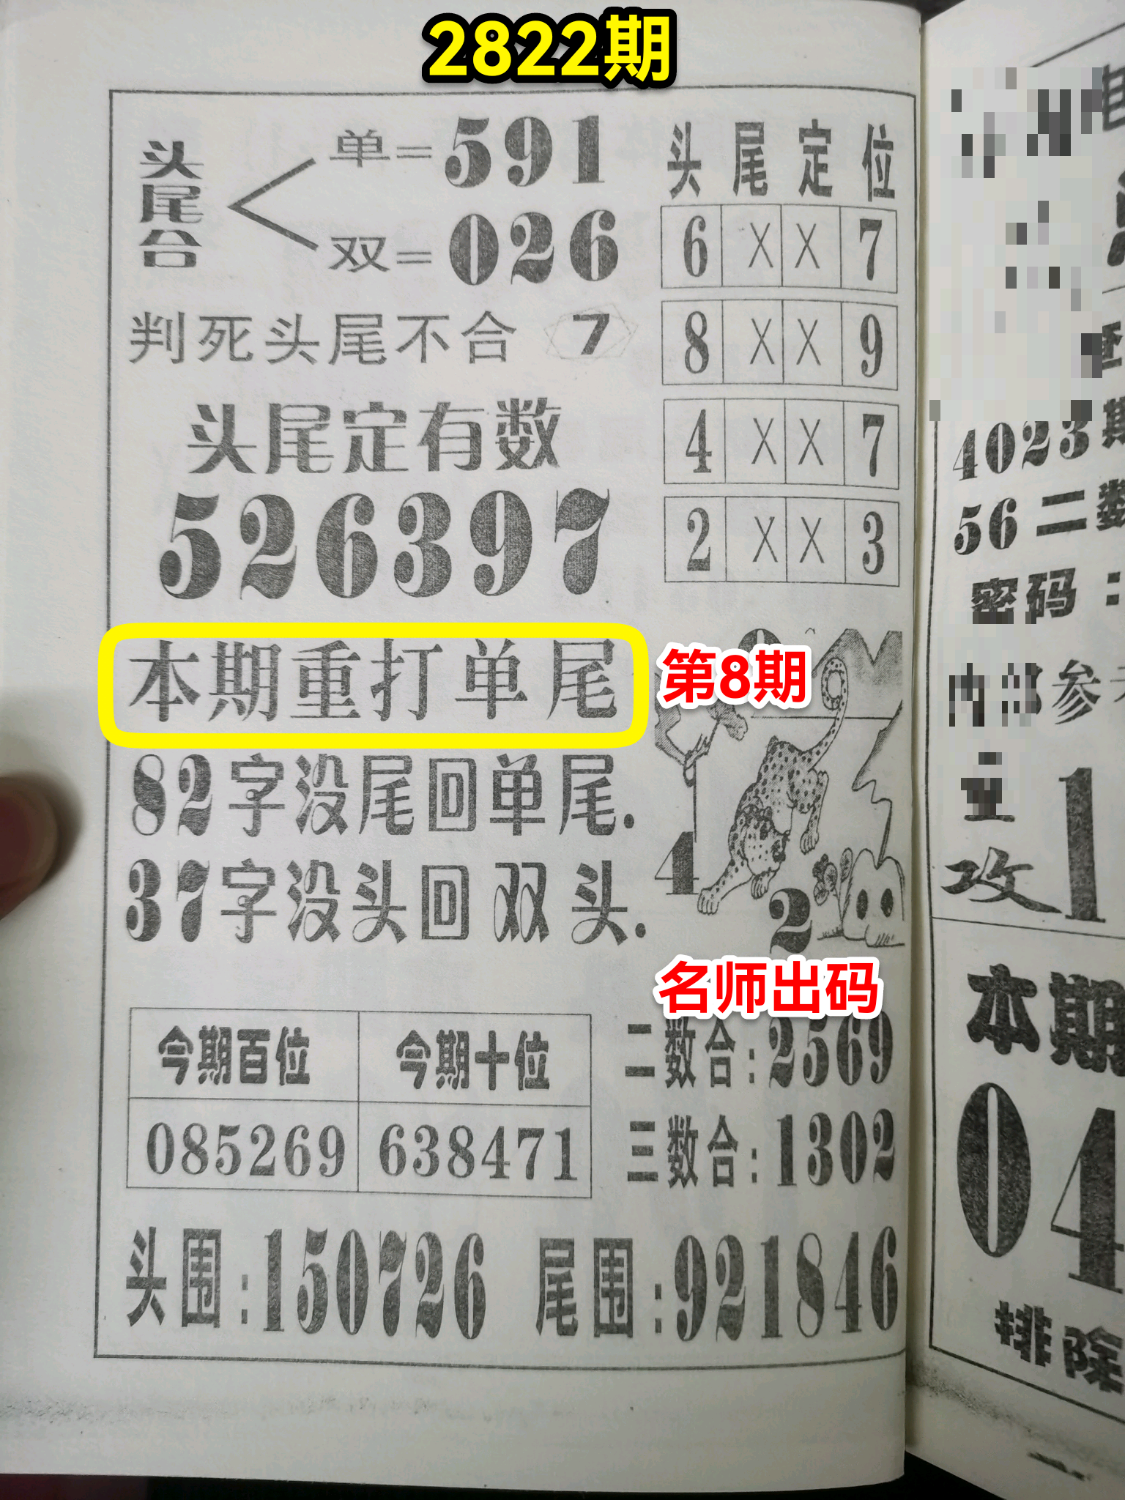 2822期
头尾合
单=591
双=026
判死头尾不合 7
头尾定有数
526397
本期重打单尾
第8期
82字没尾回单尾.
37字没头回双头.
头尾定位
6 X X 7
8 X X 9
4 X X 7
2 X X 3
4
2
名师出码
今期百位 今期十位
085269 638471
二数合:2569
三数合:1302
头围:150726 尾围:921846
4023期
56二数
密码:
内部参考
重
攻1
本期
04
排除